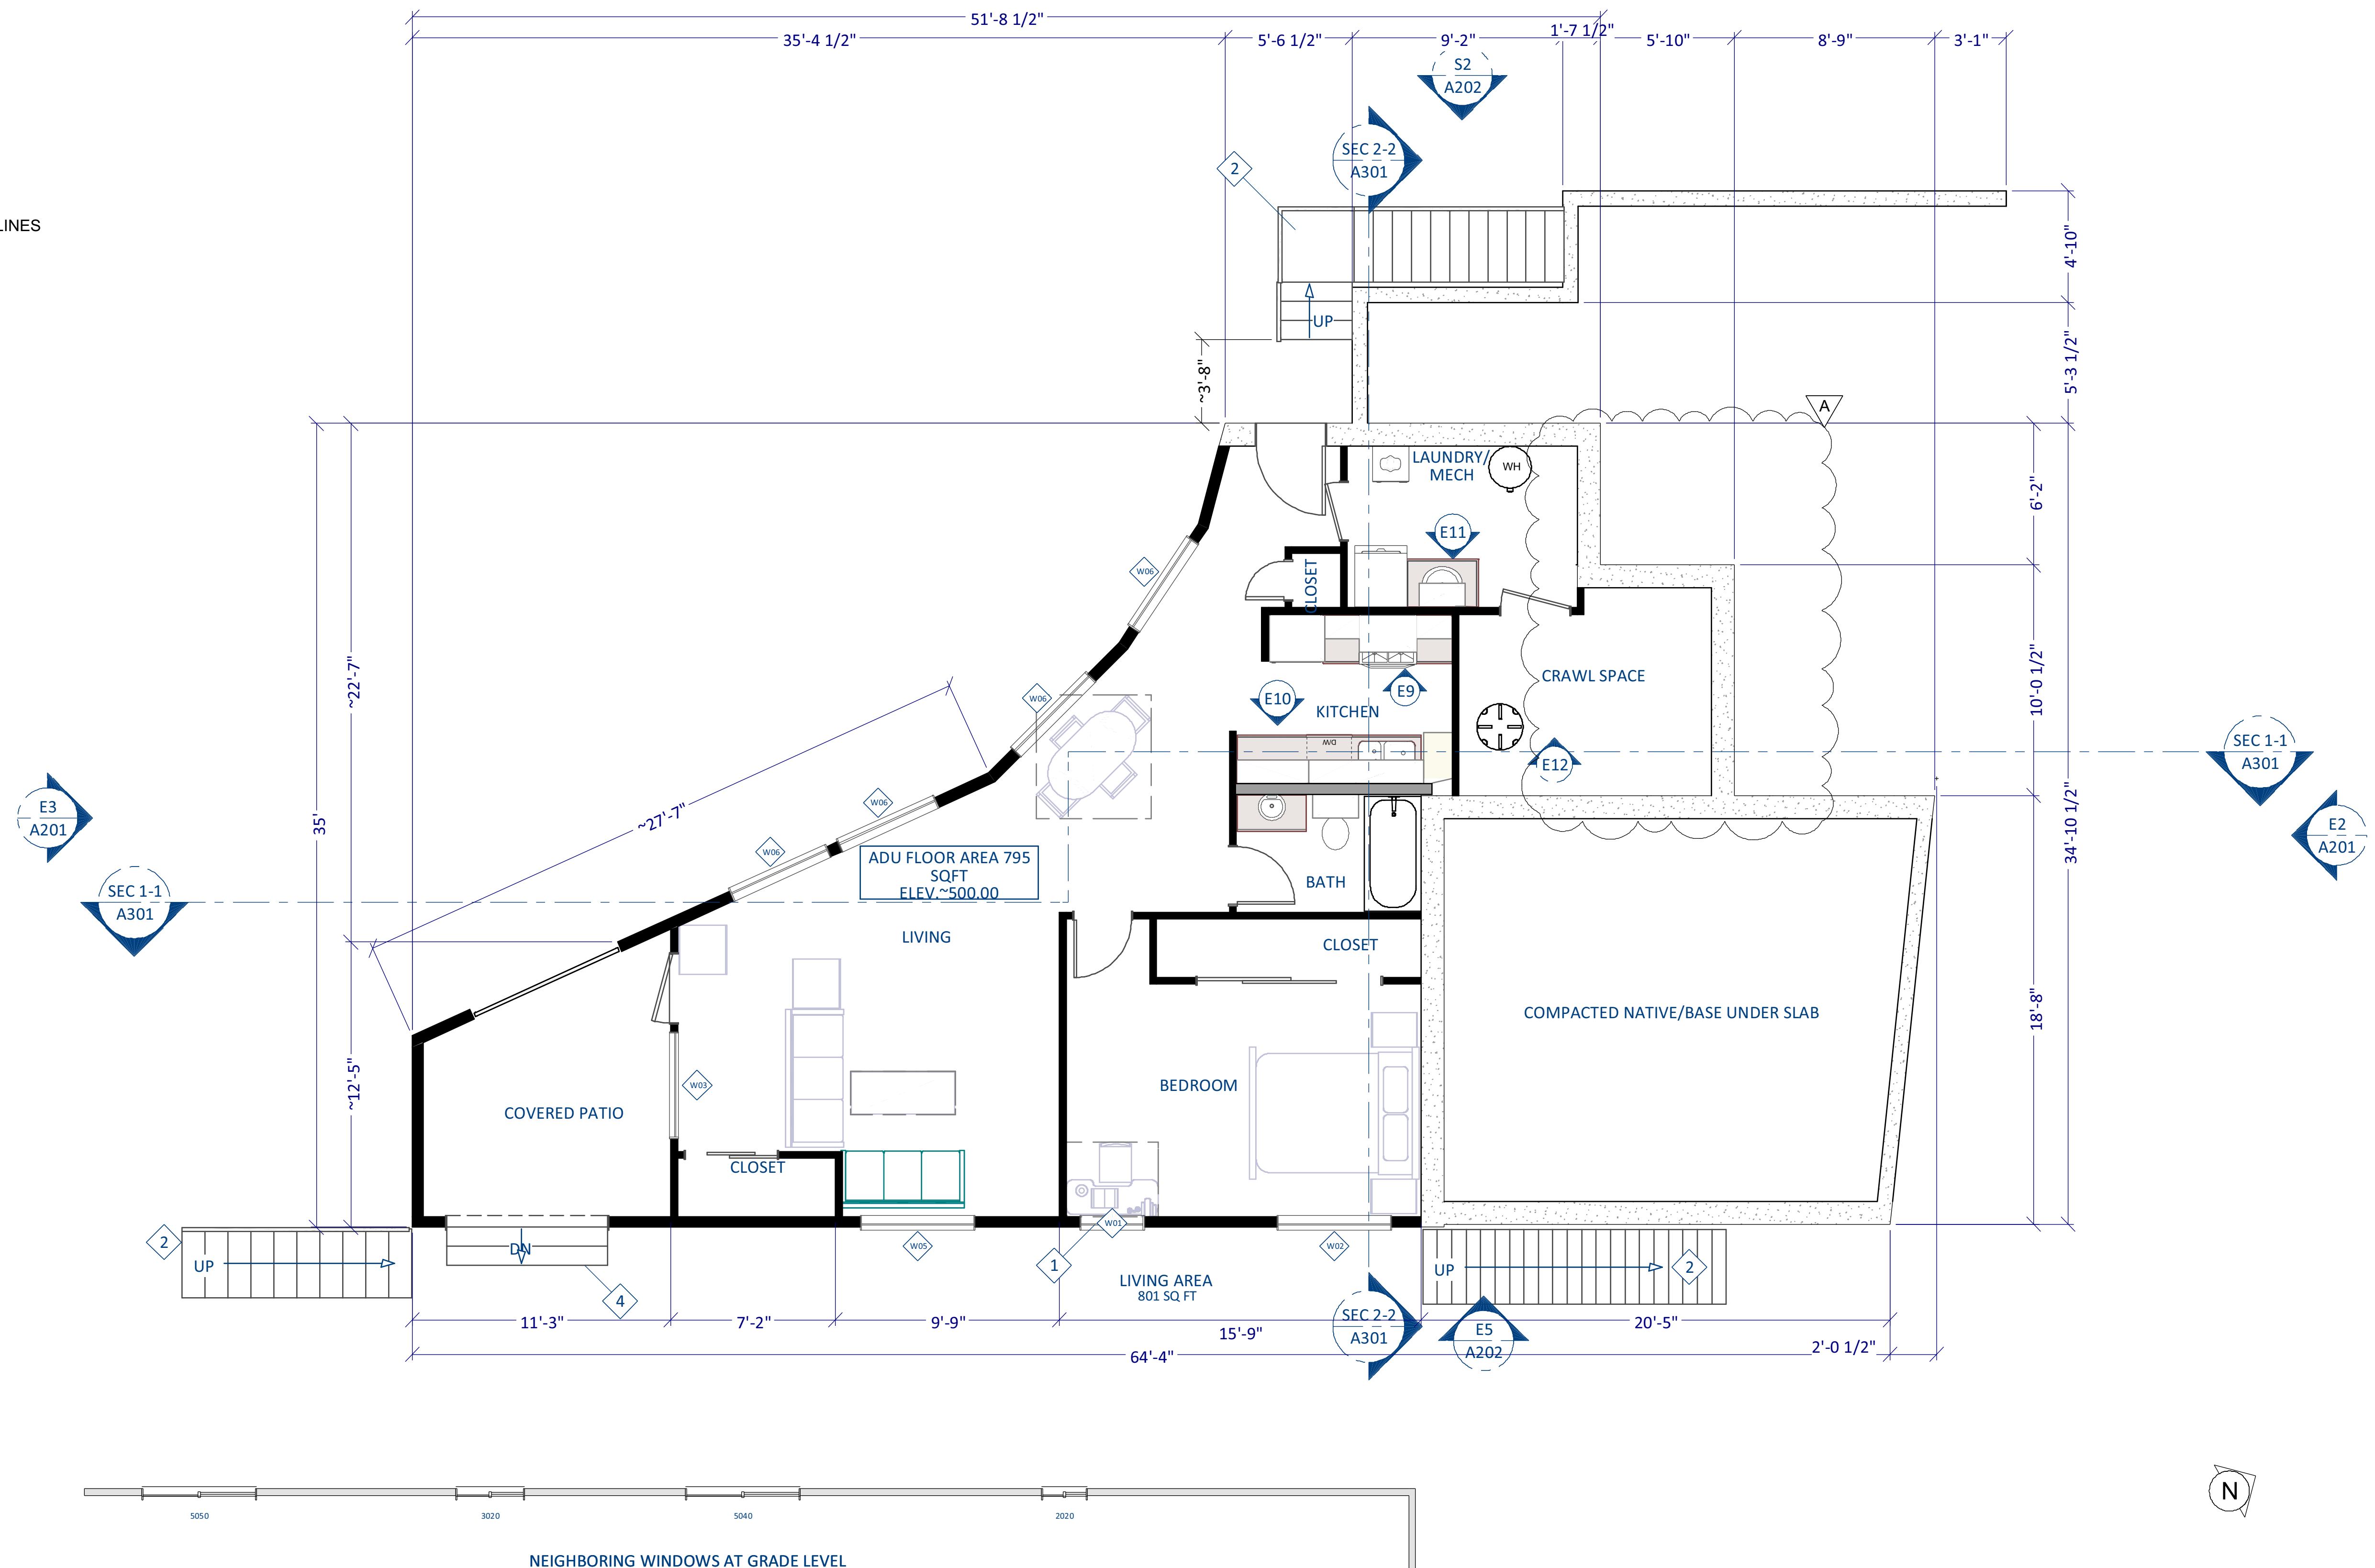 51'-8 1/2"
35'-4 1/2"
5'-6 1/2"
9'-2"
1'-7 1/2"
5'-10"
8'-9"
3'-1"
S2
A202
SEC 2-2
A301
2
LINES
4'-10"
UP
~3'-8"
5'-3 1/2"
A
LAUNDRY/
MECH
WH
6'-2"
E11
W06
CLOSET
~22'-7"
CRAWL SPACE
10'-0 1/2"
E9
E10
W06
KITCHEN
DW
SEC 1-1
A301
E12
E3
A201
35'
~27'-7"
W06
E2
A201
34'-10 1/2"
W06
ADU FLOOR AREA 795
SQFT
ELEV.~500.00
BATH
SEC 1-1
A301
LIVING
CLOSET
COMPACTED NATIVE/BASE UNDER SLAB
18'-8"
~12'-5"
W03
BEDROOM
COVERED PATIO
CLOSET
W01
2
DN
W05
W02
UP
1
UP
2
LIVING AREA
801 SQ FT
4
SEC 2-2
A301
E5
A202
11'-3"
7'-2"
9'-9"
15'-9"
20'-5"
2'-0 1/2"
64'-4"
N
5050
3020
5040
2020
NEIGHBORING WINDOWS AT GRADE LEVEL